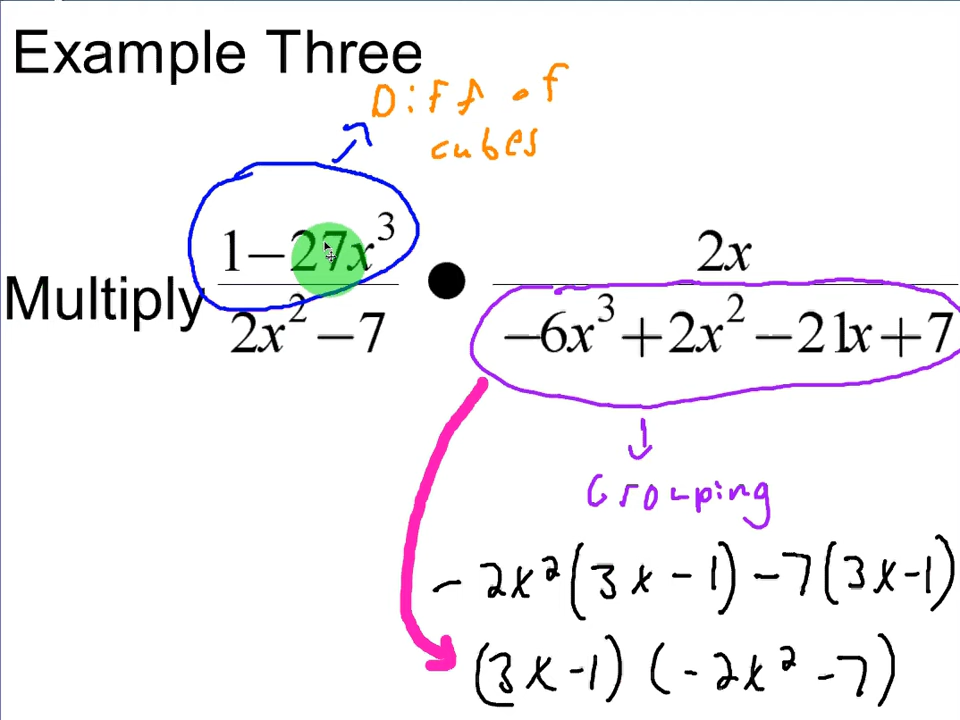 Example Three
Diff of
cubes
Multiply (1−27x³)/(2x²−7) • (2x)/(−6x³+2x²−21x+7)
Grouping
-2x²(3x-1)-7(3x-1)
(3x-1)(-2x²-7)